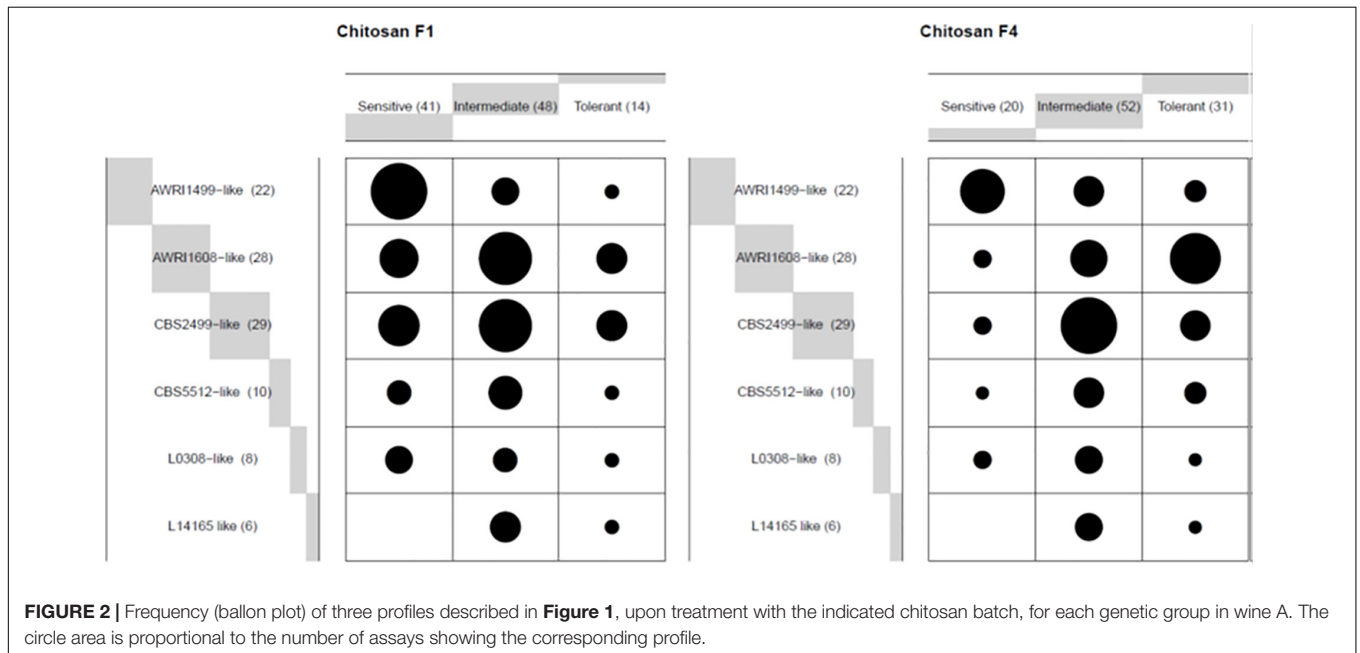 Chitosan F1
Chitosan F4
Sensitive (41) Intermediate (48) Tolerant (14)
Sensitive (20) Intermediate (52) Tolerant (31)
AWRI1499−like (22)
AWRI1499−like (22)
AWRI1608−like (28)
AWRI1608−like (28)
CBS2499−like (29)
CBS2499−like (29)
CBS5512−like (10)
CBS5512−like (10)
L0308−like (8)
L0308−like (8)
L14165 like (6)
L14165 like (6)
FIGURE 2 | Frequency (ballon plot) of three profiles described in Figure 1, upon treatment with the indicated chitosan batch, for each genetic group in wine A. The
circle area is proportional to the number of assays showing the corresponding profile.